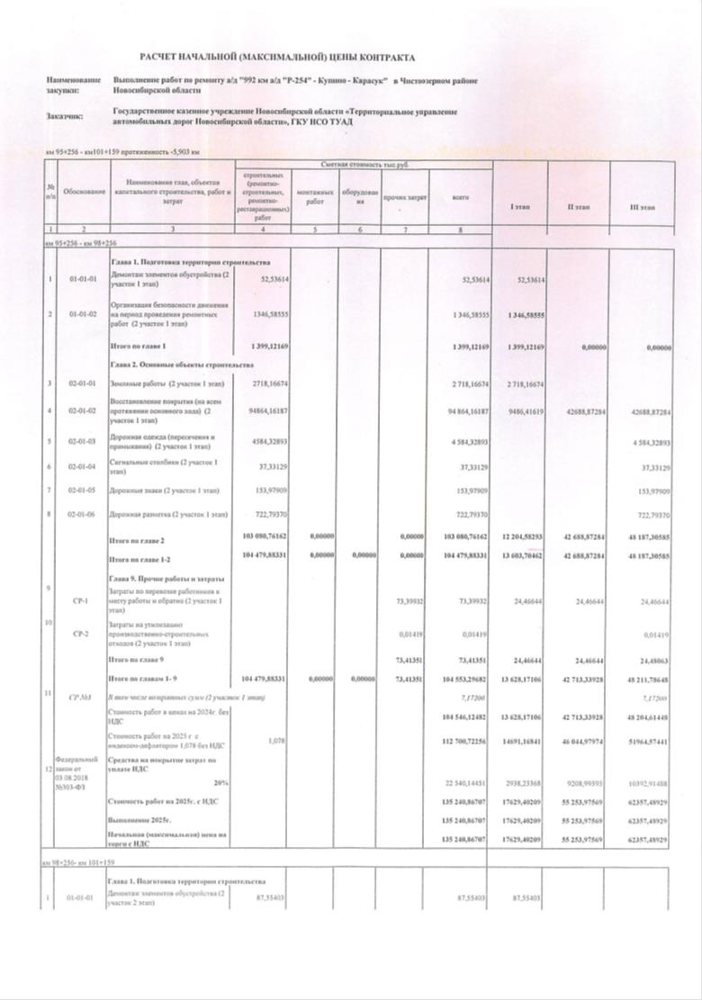 РАСЧЕТ НАЧАЛЬНОЙ (МАКСИМАЛЬНОЙ) ЦЕНЫ КОНТРАКТА
Наименование закупки: Выполнение работ по ремонту а/д "992 км а/д "Р-254" - Купино - Карасук" в Чистоозерном районе
Новосибирской области
Заказчик: Государственное казенное учреждение Новосибирской области «Территориальное управление
автомобильных дорог Новосибирской области», ГКУ НСО ТУАД
км 95+256 - км101+159 протяженность -5,903 км
Сметная стоимость тыс.руб.
№ п/п Обоснование Наименование глав, объектов капитального строительства, работ и затрат строительных (ремонтно-строительных, ремонтно-реставрационных) работ монтажных работ оборудования прочих затрат всего I этап II этап III этап
1 2 3 4 5 6 7 8
км 95+256 - км 98+256
Глава 1. Подготовка территории строительства
1 01-01-01 Демонтаж элементов обустройства (2 участок 1 этап) 52,53614 52,53614 52,53614
2 01-01-02 Организация безопасности движения на период проведения ремонтных работ (2 участок 1 этап) 1346,58555 1 346,58555 1 346,58555
Итого по главе 1 1 399,12169 1 399,12169 1 399,12169 0,00000 0,00000
Глава 2. Основные объекты строительства
3 02-01-01 Земляные работы (2 участок 1 этап) 2718,16674 2 718,16674 2 718,16674
4 02-01-02 Восстановление покрытия (на всем протяжении основного хода) (2 участок 1 этап) 94864,16187 94 864,16187 9486,41619 42688,87284 42688,87284
5 02-01-03 Дорожная одежда (пересечения и примыкания) (2 участок 1 этап) 4584,32893 4 584,32893 4 584,32893
6 02-01-04 Сигнальные столбики (2 участок 1 этап) 37,33129 37,33129 37,33129
7 02-01-05 Дорожные знаки (2 участок 1 этап) 153,97909 153,97909 153,97909
8 02-01-06 Дорожная разметка (2 участок 1 этап) 722,79370 722,79370 722,79370
Итого по главе 2 103 080,76162 0,00000 0,00000 103 080,76162 12 204,58293 42 688,87284 48 187,30585
Итого по главе 1-2 104 479,88331 0,00000 0,00000 0,00000 104 479,88331 13 603,70462 42 688,87284 48 187,30585
Глава 9. Прочие работы и затраты
9 СР-1 Затраты по перевозке работников к месту работы и обратно (2 участок 1 этап) 73,39932 73,39932 24,46644 24,46644 24,46644
10 СР-2 Затраты на утилизацию производственно-строительных отходов (2 участок 1 этап) 0,01419 0,01419 0,01419
Итого по главе 9 73,41351 73,41351 24,46644 24,46644 24,48063
Итого по главам 1- 9 104 479,88331 0,00000 0,00000 73,41351 104 553,29682 13 628,17106 42 713,33928 48 211,78648
11 СР №3 В том числе возвратных сумм (2 участок 1 этап) 7,17200 7,17200
Стоимость работ в ценах на 2024г. без НДС 104 546,12482 13 628,17106 42 713,33928 48 204,61448
Стоимость работ на 2025 г с индексом-дефлятором 1,078 без НДС 1,078 112 700,72256 14691,16841 46 044,97974 51964,57441
12 Федеральный закон от 03.08.2018 №303-ФЗ Средства на покрытие затрат по уплате НДС
20% 22 540,14451 2938,23368 9208,99595 10392,91488
Стоимость работ на 2025г. с НДС 135 240,86707 17629,40209 55 253,97569 62357,48929
Выполнение 2025г. 135 240,86707 17629,40209 55 253,97569 62357,48929
Начальная (максимальная) цена на торги с НДС 135 240,86707 17629,40209 55 253,97569 62357,48929
км 98+256- км 101+159
Глава 1. Подготовка территории строительства
1 01-01-01 Демонтаж элементов обустройства (2 участок 2 этап) 87,55403 87,55403 87,55403